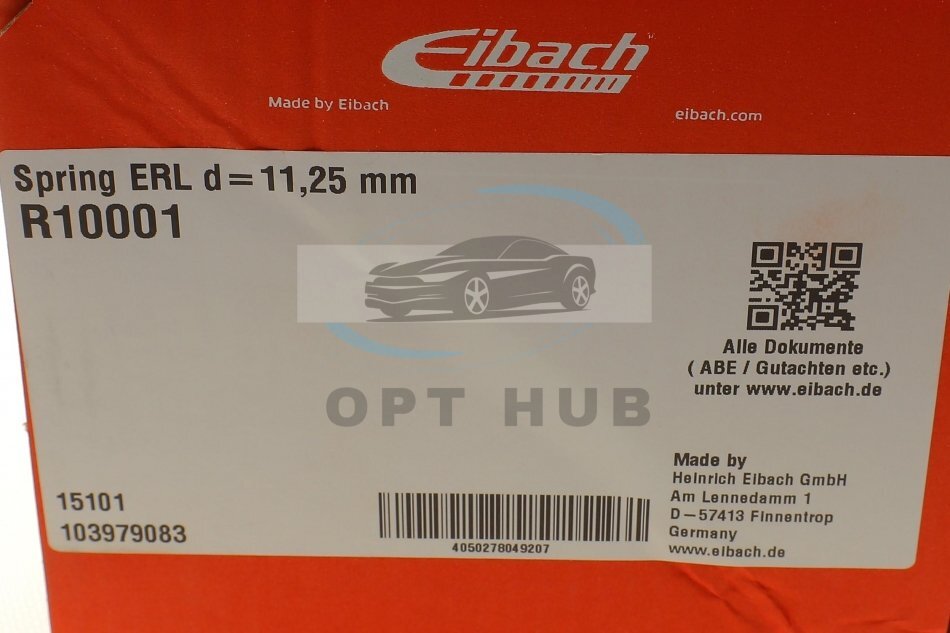 Eibach
Made by Eibach
eibach.com
Spring ERL d=11,25 mm
R10001
Alle Dokumente
( ABE / Gutachten etc.)
unter www.eibach.de
OPT HUB
15101
103979083
4050278049207
Made by
Heinrich Eibach GmbH
Am Lennedamm 1
D-57413 Finnentrop
Germany
www.eibach.de